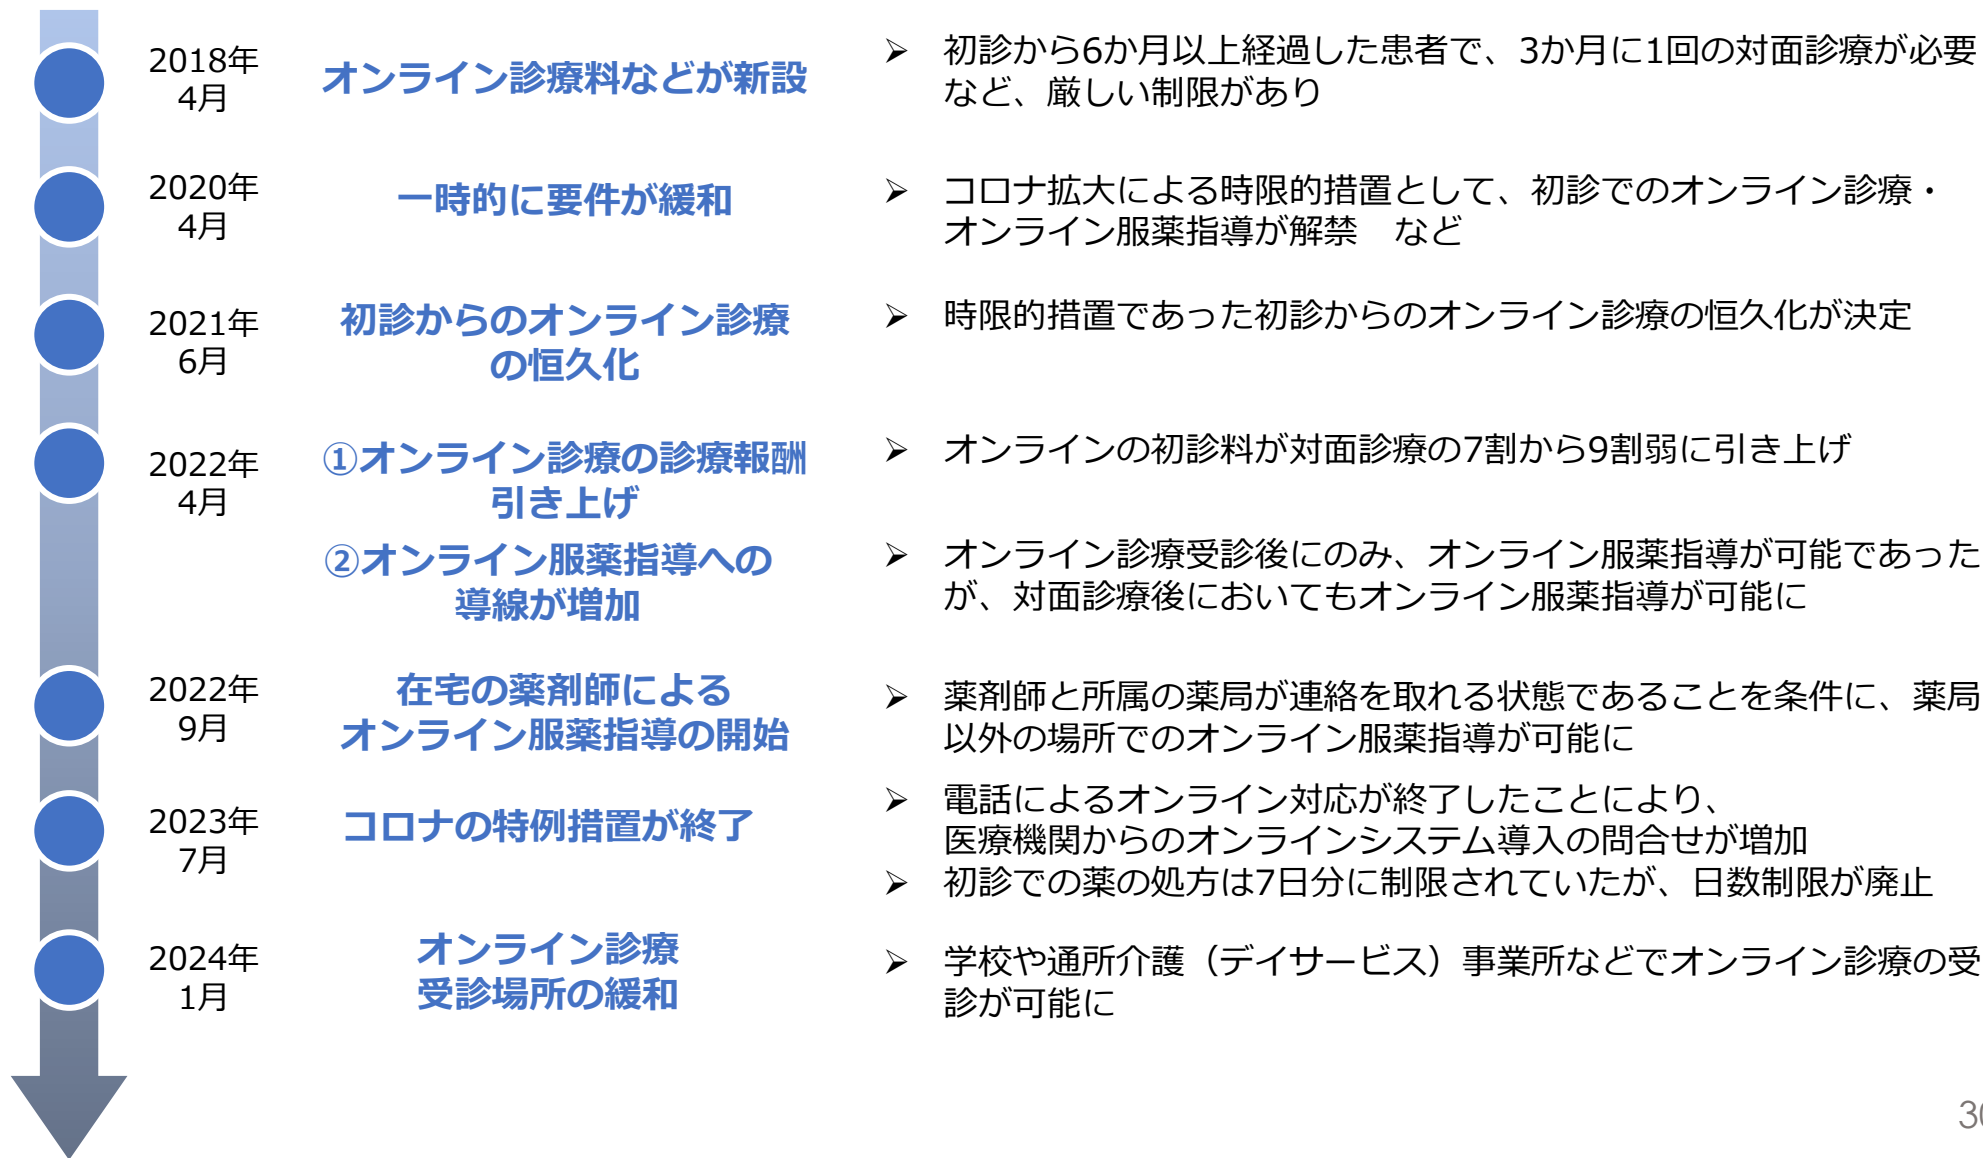 2018年
4月
オンライン診療料などが新設
➢ 初診から6か月以上経過した患者で、3か月に1回の対面診療が必要
など、厳しい制限があり
2020年
4月
一時的に要件が緩和
➢ コロナ拡大による時限的措置として、初診でのオンライン診療・
オンライン服薬指導が解禁　など
2021年
6月
初診からのオンライン診療
の恒久化
➢ 時限的措置であった初診からのオンライン診療の恒久化が決定
2022年
4月
①オンライン診療の診療報酬
引き上げ
➢ オンラインの初診料が対面診療の7割から9割弱に引き上げ
②オンライン服薬指導への
導線が増加
➢ オンライン診療受診後にのみ、オンライン服薬指導が可能であった
が、対面診療後においてもオンライン服薬指導が可能に
2022年
9月
在宅の薬剤師による
オンライン服薬指導の開始
➢ 薬剤師と所属の薬局が連絡を取れる状態であることを条件に、薬局
以外の場所でのオンライン服薬指導が可能に
2023年
7月
コロナの特例措置が終了
➢ 電話によるオンライン対応が終了したことにより、
医療機関からのオンラインシステム導入の問合せが増加
➢ 初診での薬の処方は7日分に制限されていたが、日数制限が廃止
2024年
1月
オンライン診療
受診場所の緩和
➢ 学校や通所介護（デイサービス）事業所などでオンライン診療の受
診が可能に